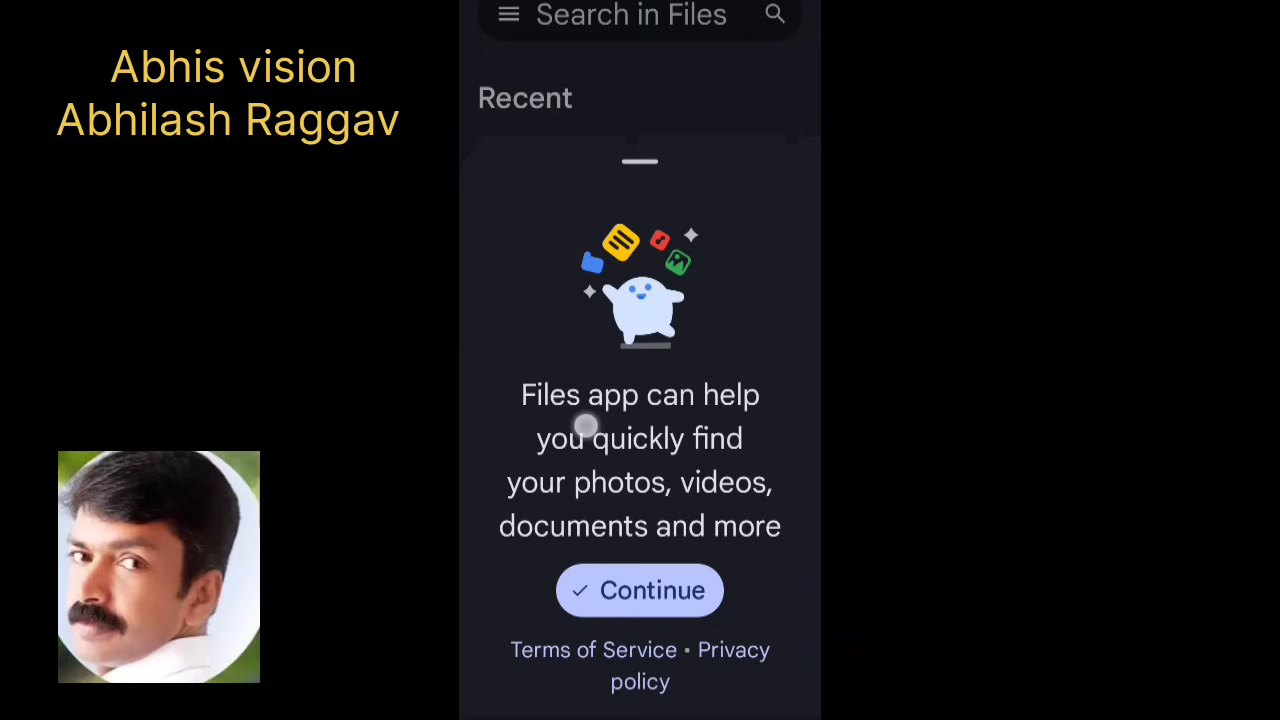 Abhis vision
Abhilash Raggav
Search in Files
Recent
Files app can help
you quickly find
your photos, videos,
documents and more
Continue
Terms of Service • Privacy
policy